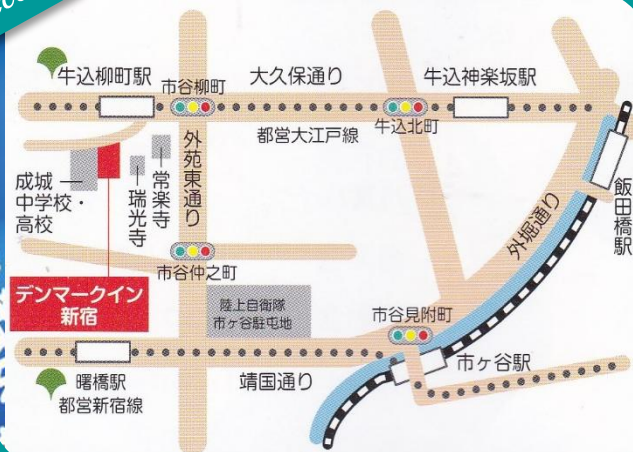 牛込柳町駅
市谷柳町
大久保通り
牛込神楽坂駅
都営大江戸線
牛込北町
外苑東通り
常楽寺
瑞光寺
成城
中学校・
高校
飯田橋駅
外堀通り
市谷仲之町
デンマークイン
新宿
陸上自衛隊
市ヶ谷駐屯地
市谷見附町
曙橋駅
都営新宿線
靖国通り
市ヶ谷駅